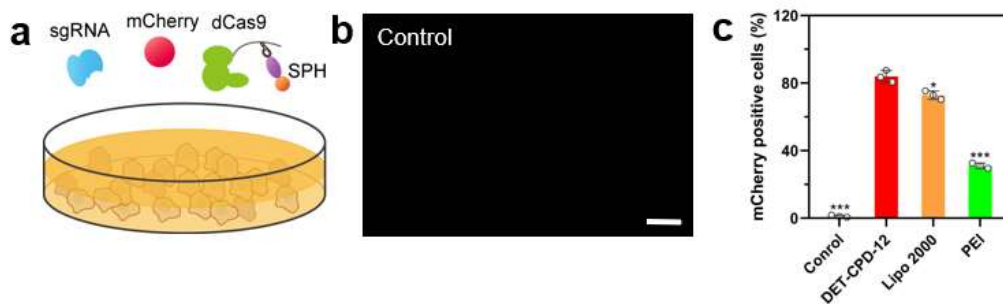 a
sgRNA
mCherry
dCas9
SPH
b
Control
c
mCherry positive cells (%)
120
80
40
0
***
*
***
Conrol
DET-CPD-12
Lipo 2000
PEI